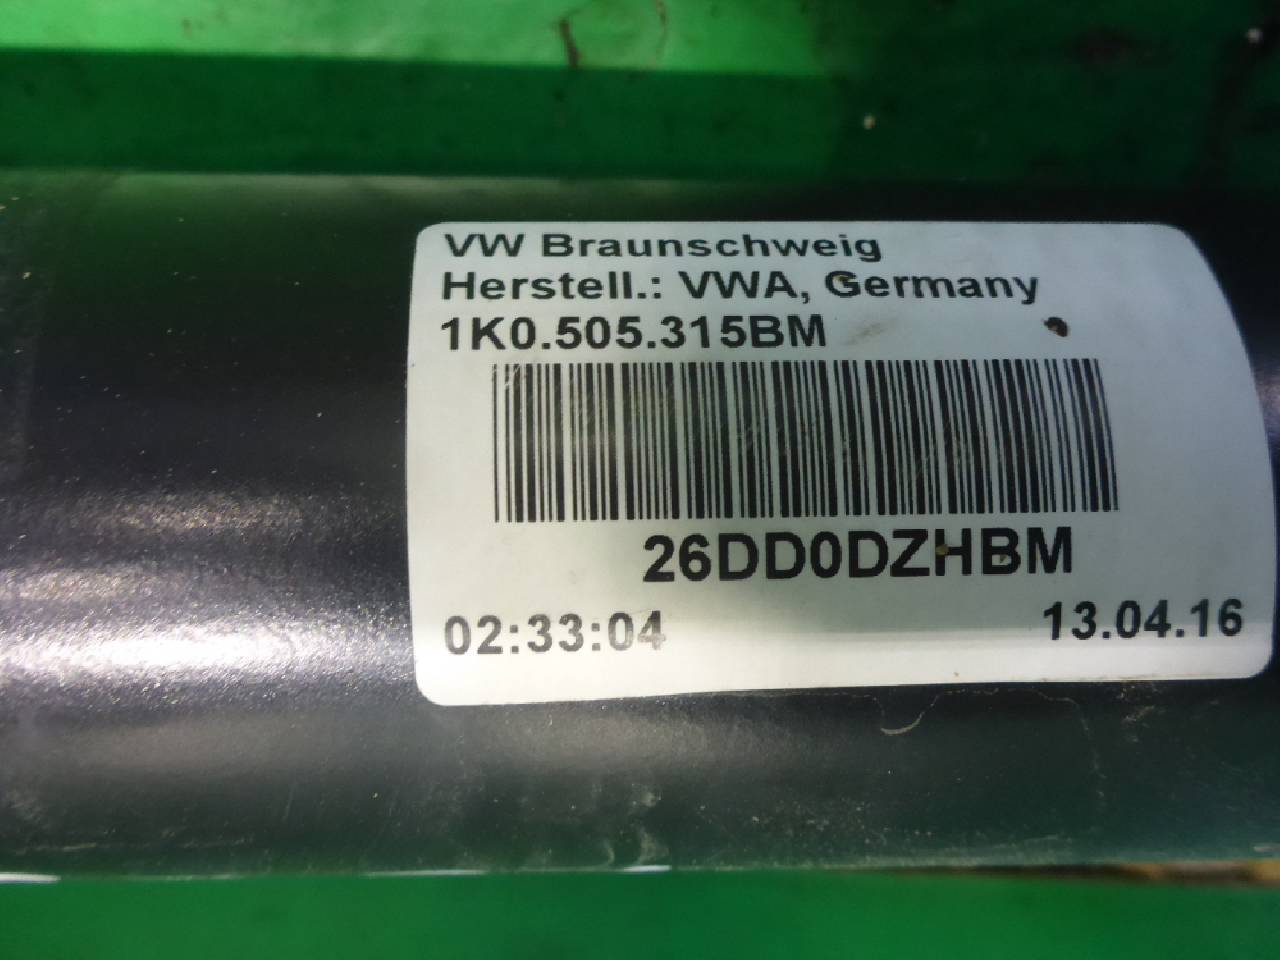 VW Braunschweig
Herstell.: VWA, Germany
1K0.505.315BM
26DD0DZHBM
02:33:04 13.04.16